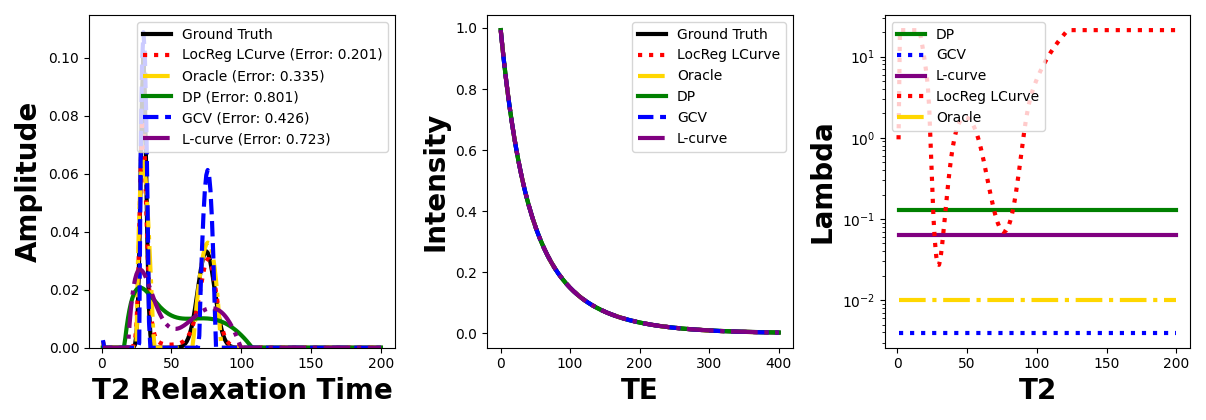 Amplitude
0.10
0.08
0.06
0.04
0.02
0.00
Ground Truth
LocReg LCurve (Error: 0.201)
Oracle (Error: 0.335)
DP (Error: 0.801)
GCV (Error: 0.426)
L-curve (Error: 0.723)
0 50 100 150 200
T2 Relaxation Time
Intensity
1.0
0.8
0.6
0.4
0.2
0.0
Ground Truth
LocReg LCurve
Oracle
DP
GCV
L-curve
0 100 200 300 400
TE
Lambda
10¹
10⁰
10⁻¹
10⁻²
DP
GCV
L-curve
LocReg LCurve
Oracle
0 50 100 150 200
T2